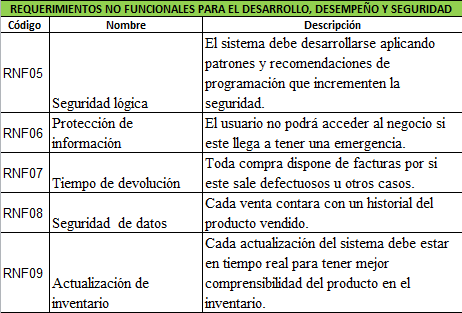 REQUERIMIENTOS NO FUNCIONALES PARA EL DESARROLLO, DESEMPEÑO Y SEGURIDAD
Código Nombre Descripción
RNF05 Seguridad lógica El sistema debe desarrollarse aplicando
patrones y recomendaciones de
programación que incrementen la
seguridad.
RNF06 Protección de
información El usuario no podrá acceder al negocio si
este llega a tener una emergencia.
RNF07 Tiempo de devolución Toda compra dispone de facturas por si
este sale defectuosos u otros casos.
RNF08 Seguridad de datos Cada venta contara con un historial del
producto vendido.
RNF09 Actualización de
inventario Cada actualización del sistema debe estar
en tiempo real para tener mejor
comprensibilidad del producto en el
inventario.